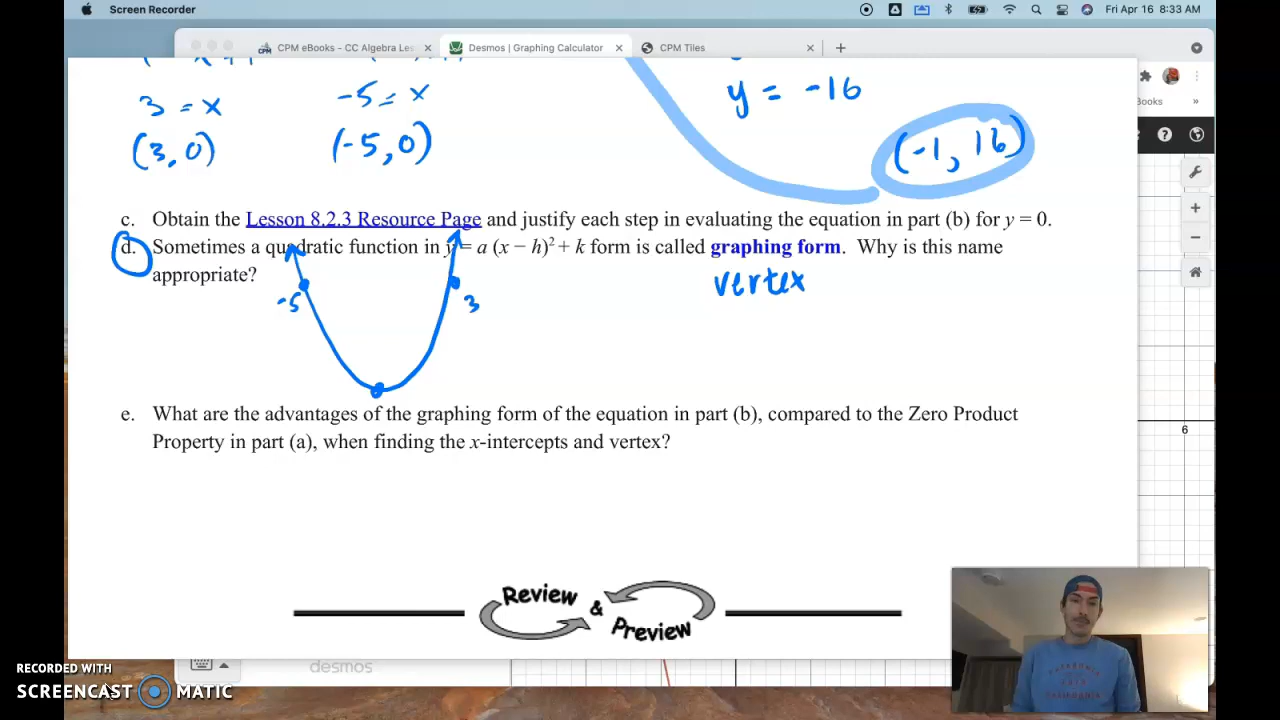 Screen Recorder
Fri Apr 16 8:33 AM
CPM eBooks - CC Algebra Les
Desmos | Graphing Calculator
CPM Tiles
Books
3 = x
-5 = x
y = -16
(3, 0)
(-5, 0)
(-1, 16)
c. Obtain the Lesson 8.2.3 Resource Page and justify each step in evaluating the equation in part (b) for y = 0.
d. Sometimes a quadratic function in y = a (x − h)² + k form is called graphing form. Why is this name
appropriate?
vertex
-5
3
e. What are the advantages of the graphing form of the equation in part (b), compared to the Zero Product
Property in part (a), when finding the x-intercepts and vertex?
6
Review
&
Preview
desmos
RECORDED WITH
SCREENCAST MATIC